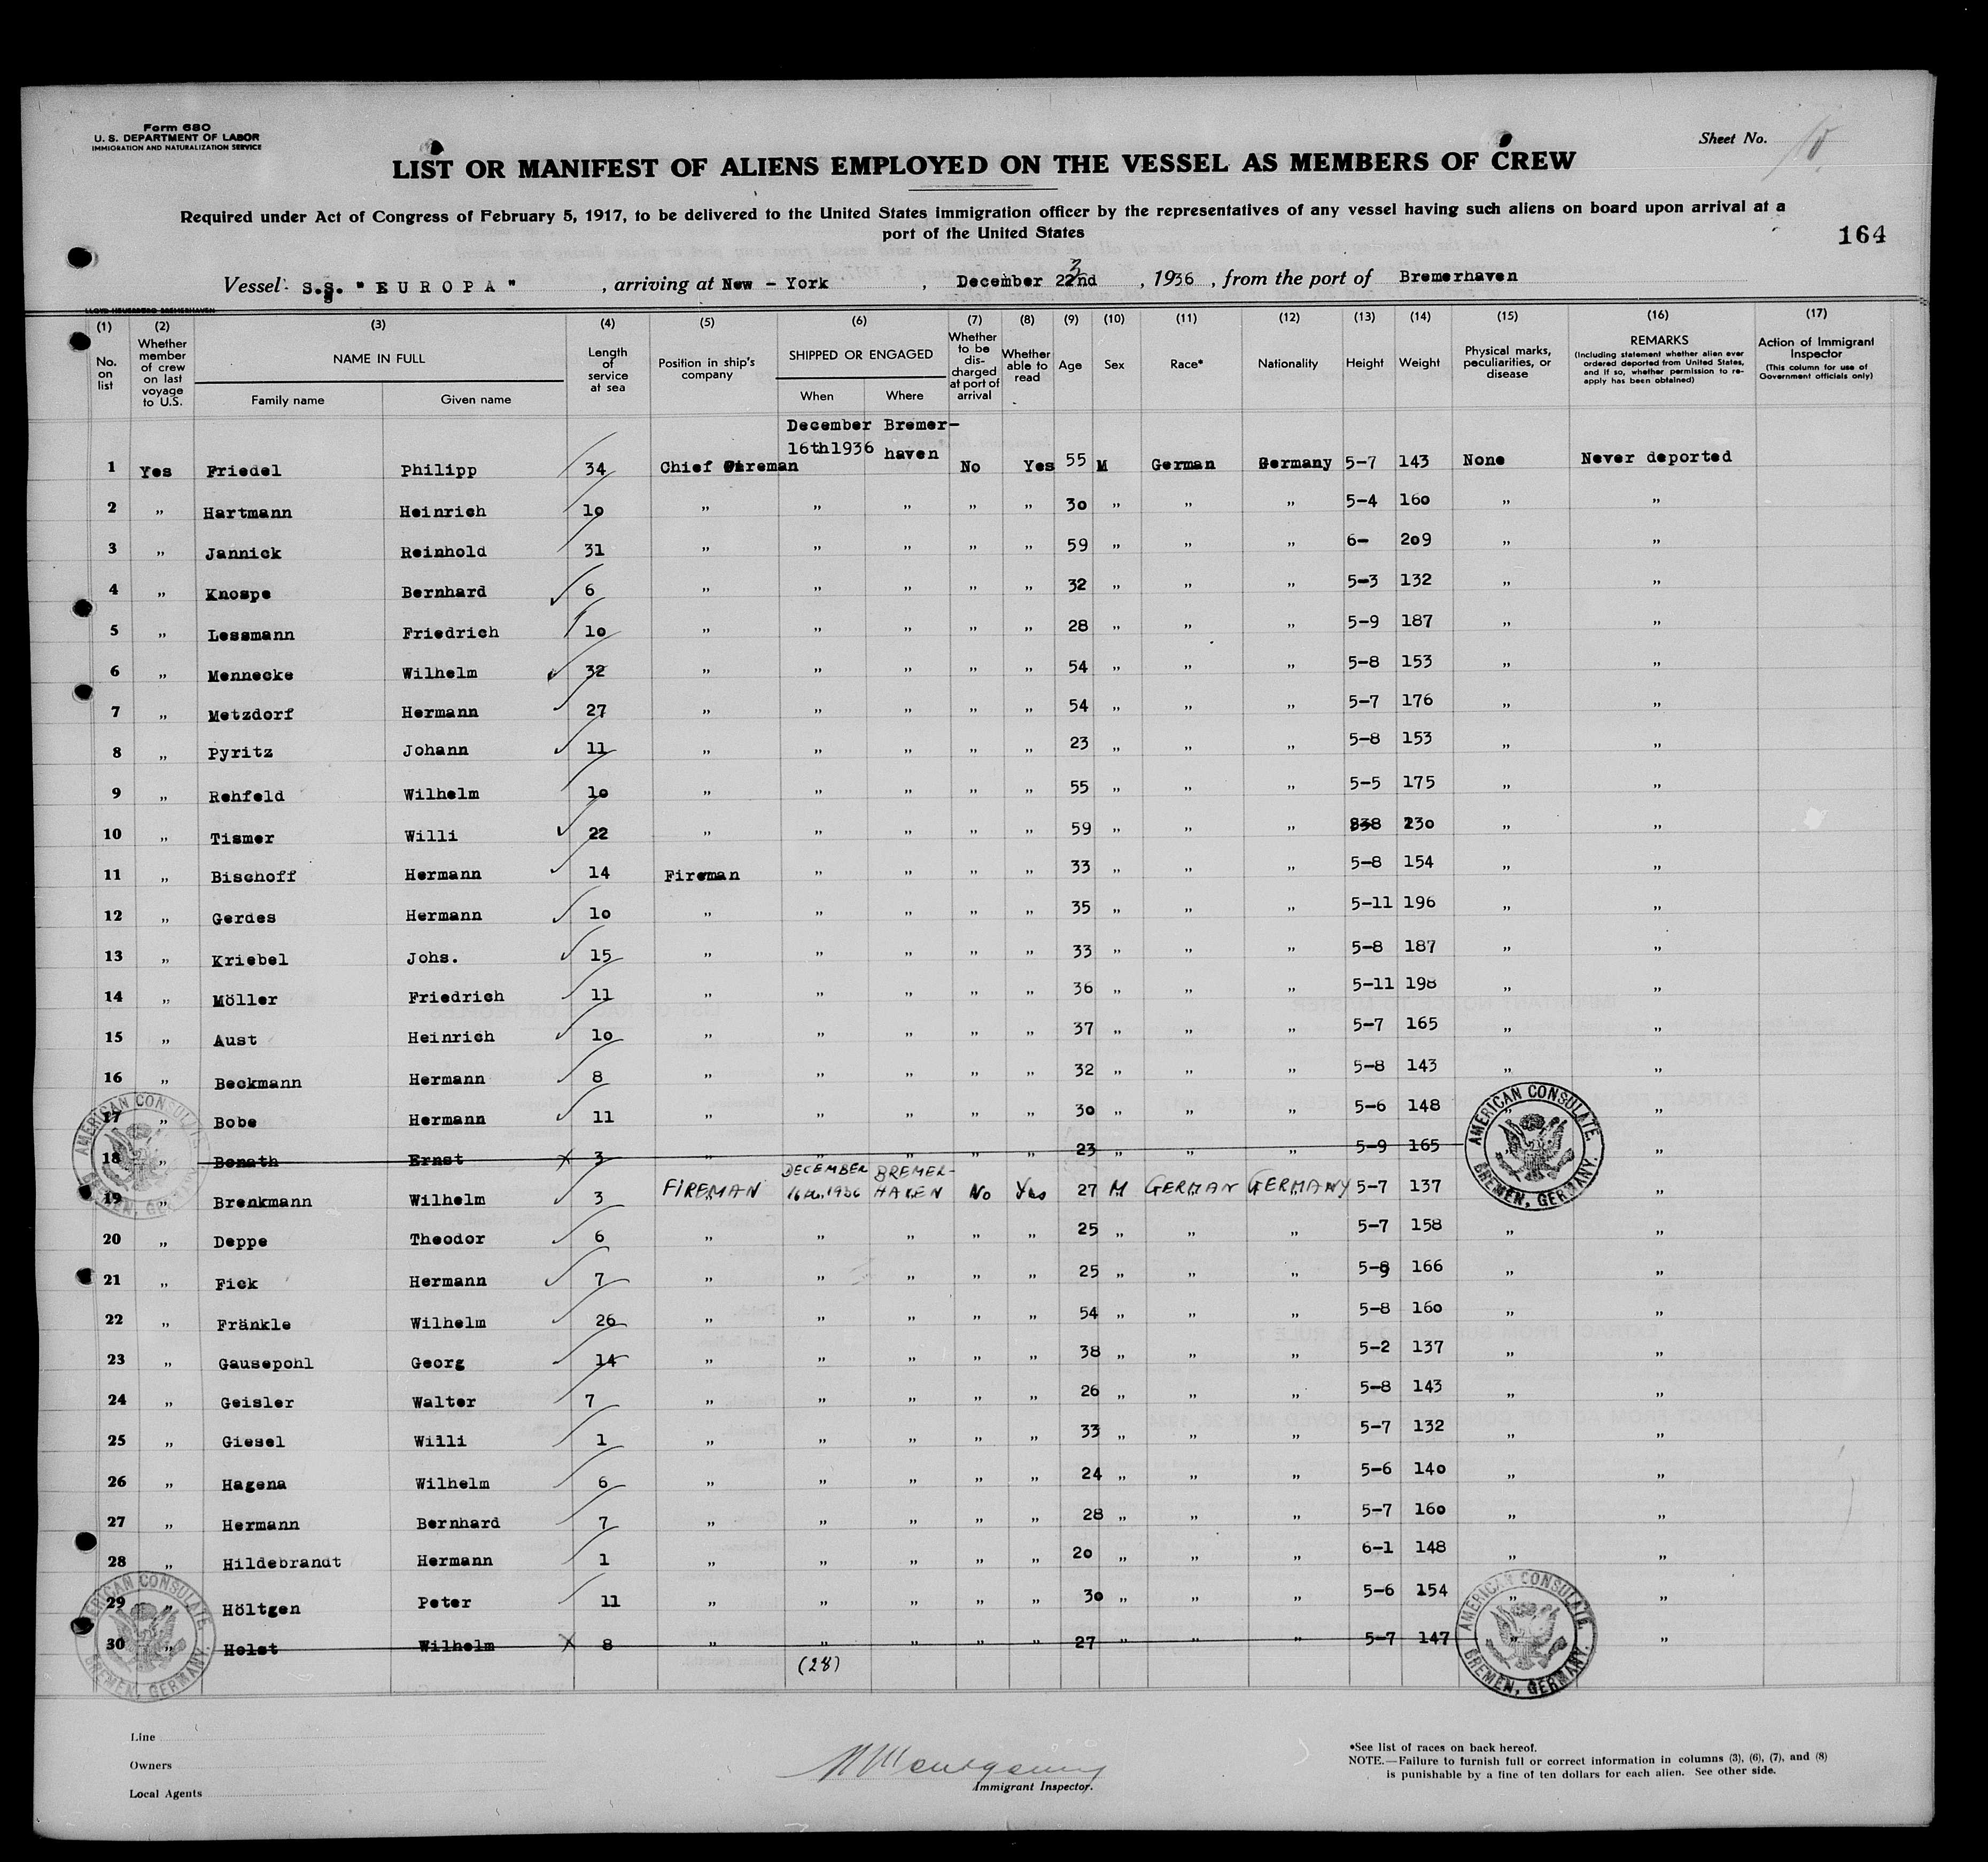 Form 680
U. S. DEPARTMENT OF LABOR
IMMIGRATION AND NATURALIZATION SERVICE
Sheet No.
LIST OR MANIFEST OF ALIENS EMPLOYED ON THE VESSEL AS MEMBERS OF CREW
Required under Act of Congress of February 5, 1917, to be delivered to the United States immigration officer by the representatives of any vessel having such aliens on board upon arrival at a
port of the United States
164
Vessel S.S. "EUROPA", arriving at New - York, December 23nd, 1936, from the port of Bremerhaven
(1) (2) (3) (4) (5) (6) (7) (8) (9) (10) (11) (12) (13) (14) (15) (16) (17)
No. on list
Whether member of crew on last voyage to U.S.
NAME IN FULL
Family name Given name
Length of service at sea
Position in ship's company
SHIPPED OR ENGAGED
When Where
Whether to be discharged at port of arrival
Whether able to read
Age
Sex
Race*
Nationality
Height
Weight
Physical marks, peculiarities, or disease
REMARKS
(Including statement whether alien ever ordered deported from United States, and if so, whether permission to re-apply has been obtained)
Action of Immigrant Inspector
(This column for use of Government officials only)
December Bremer-
16th1936 haven
1 Yes Friedel Philipp 34 Chief Fireman No Yes 55 M German Germany 5-7 143 None Never deported
2 " Hartmann Heinrich 10 " " " " " 30 " " " 5-4 160 " "
3 " Jannick Reinhold 31 " " " " " 59 " " " 6- 209 " "
4 " Knospe Bernhard 6 " " " " " 32 " " " 5-3 132 " "
5 " Lessmann Friedrich 10 " " " " " 28 " " " 5-9 187 " "
6 " Mennecke Wilhelm 32 " " " " " 54 " " " 5-8 153 " "
7 " Metzdorf Hermann 27 " " " " " 54 " " " 5-7 176 " "
8 " Pyritz Johann 11 " " " " " 23 " " " 5-8 153 " "
9 " Rehfeld Wilhelm 10 " " " " " 55 " " " 5-5 175 " "
10 " Tismer Willi 22 " " " " " 59 " " " 230 " "
11 " Bischoff Hermann 14 Fireman " " " " 33 " " " 5-8 154 " "
12 " Gerdes Hermann 10 " " " " " 35 " " " 5-11 196 " "
13 " Kriebel Johs. 15 " " " " " 33 " " " 5-8 187 " "
14 " Möller Friedrich 11 " " " " " 36 " " " 5-11 198 " "
15 " Aust Heinrich 10 " " " " " 37 " " " 5-7 165 " "
16 " Beckmann Hermann 8 " " " " " 32 " " " 5-8 143 " "
17 " Bobe Hermann 11 " " " " " 30 " " " 5-6 148 " "
18 " Bonath Ernst X 3 " " " " " 23 " " " 5-9 165 " "
DECEMBER BREMER-
19 " Brenkmann Wilhelm 3 FIREMAN 16th,1936 HAVEN No Yes 27 M GERMAN GERMANY 5-7 137 "
20 " Deppe Theodor 6 " " " " " 25 " " " 5-7 158 " "
21 " Fick Hermann 7 " " " " " 25 " " " 5-9 166 " "
22 " Fränkle Wilhelm 26 " " " " " 54 " " " 5-8 160 " "
23 " Gausepohl Georg 14 " " " " " 38 " " " 5-2 137 " "
24 " Geisler Walter 7 " " " " " 26 " " " 5-8 143 " "
25 " Giesel Willi 1 " " " " " 33 " " " 5-7 132 " "
26 " Hagena Wilhelm 6 " " " " " 24 " " " 5-6 140 " "
27 " Hermann Bernhard 7 " " " " " 28 " " " 5-7 160 " "
28 " Hildebrandt Hermann 1 " " " " " 20 " " " 6-1 148 " "
29 " Höltgen Peter 11 " " " " " 30 " " " 5-6 154 " "
30 " Holst Wilhelm X 8 " " " " " 27 " " " 5-7 147 " "
(28)
AMERICAN CONSULATE. BREMEN, GERMANY.
AMERICAN CONSULATE. BREMEN, GERMANY.
AMERICAN CONSULATE. BREMEN, GERMANY.
AMERICAN CONSULATE. BREMEN, GERMANY.
Line
Owners
Local Agents
Montgomery
Immigrant Inspector.
*See list of races on back hereof.
NOTE.—Failure to furnish full or correct information in columns (3), (6), (7), and (8)
is punishable by a fine of ten dollars for each alien. See other side.